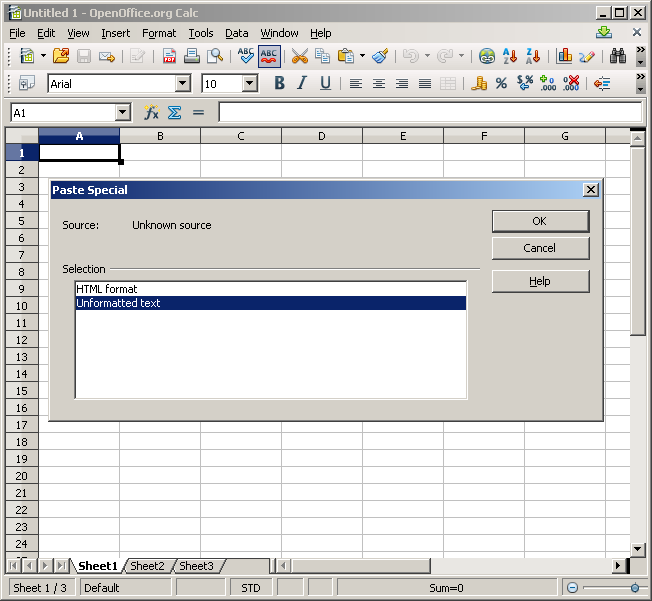 Untitled 1 - OpenOffice.org Calc
File Edit View Insert Format Tools Data Window Help
Arial 10 B I U
A1
A B C D E F G
1
2
3
4
5
6
7
8
9
10
11
12
13
14
15
16
17
18
19
20
21
22
23
24
Paste Special
Source: Unknown source
OK
Cancel
Selection
Help
HTML format
Unformatted text
Sheet1 Sheet2 Sheet3
Sheet 1 / 3 Default STD Sum=0